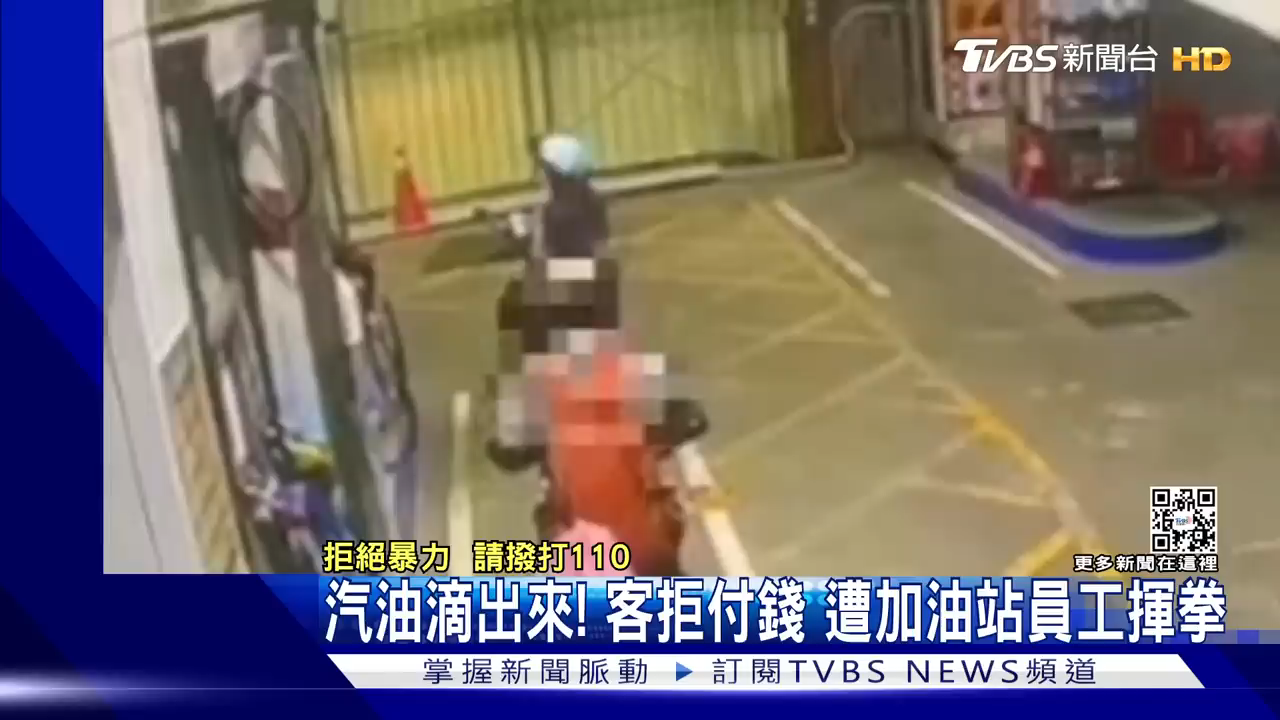 TVBS新聞台 HD
更多新聞在這裡
拒絕暴力 請撥打110
汽油滴出來! 客拒付錢 遭加油站員工揮拳
掌握新聞脈動 ▶ 訂閱TVBS NEWS頻道